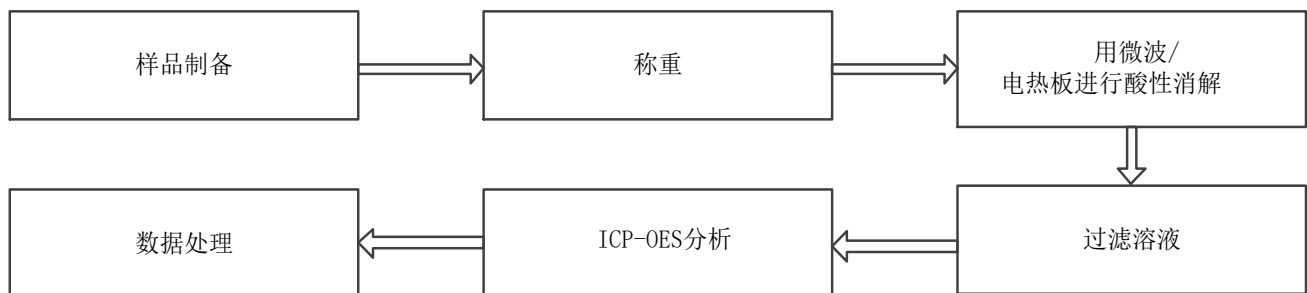 样品制备
称重
用微波/
电热板进行酸性消解
过滤溶液
ICP-OES分析
数据处理